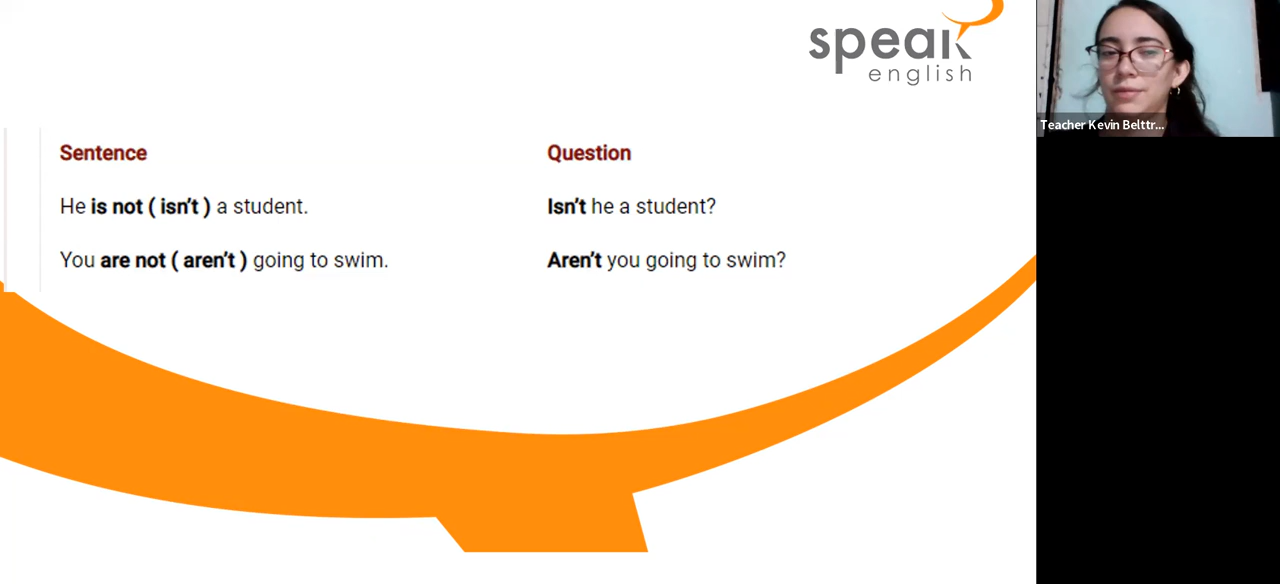 speak
english
Teacher Kevin Belttr...
Sentence
Question
He is not ( isn't ) a student.
Isn't he a student?
You are not ( aren't ) going to swim.
Aren't you going to swim?